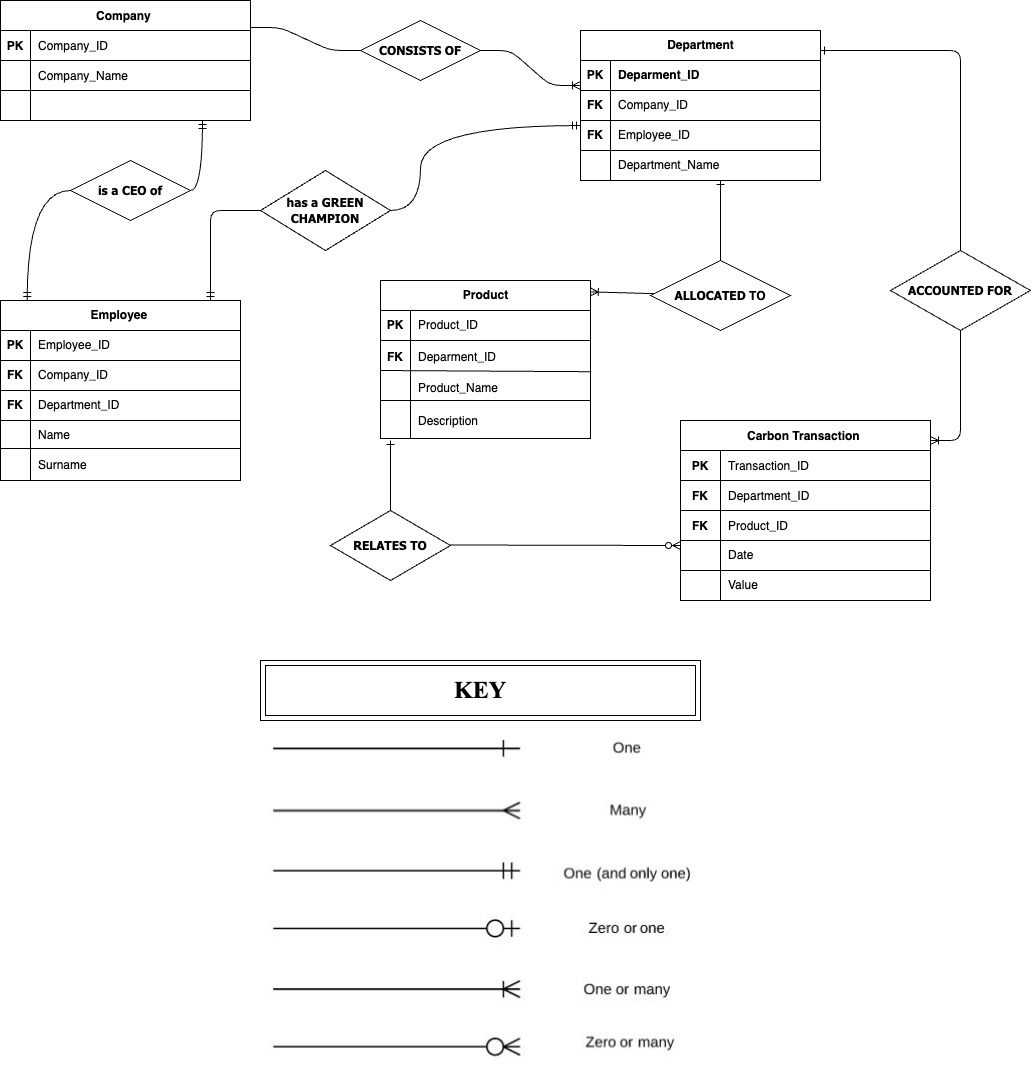 Company
PK Company_ID
Company_Name
CONSISTS OF
Department
PK Deparment_ID
FK Company_ID
FK Employee_ID
Department_Name
is a CEO of
has a GREEN
CHAMPION
Employee
PK Employee_ID
FK Company_ID
FK Department_ID
Name
Surname
Product
PK Product_ID
FK Deparment_ID
Product_Name
Description
ALLOCATED TO
ACCOUNTED FOR
Carbon Transaction
PK Transaction_ID
FK Department_ID
FK Product_ID
Date
Value
RELATES TO
KEY
One
Many
One (and only one)
Zero or one
One or many
Zero or many